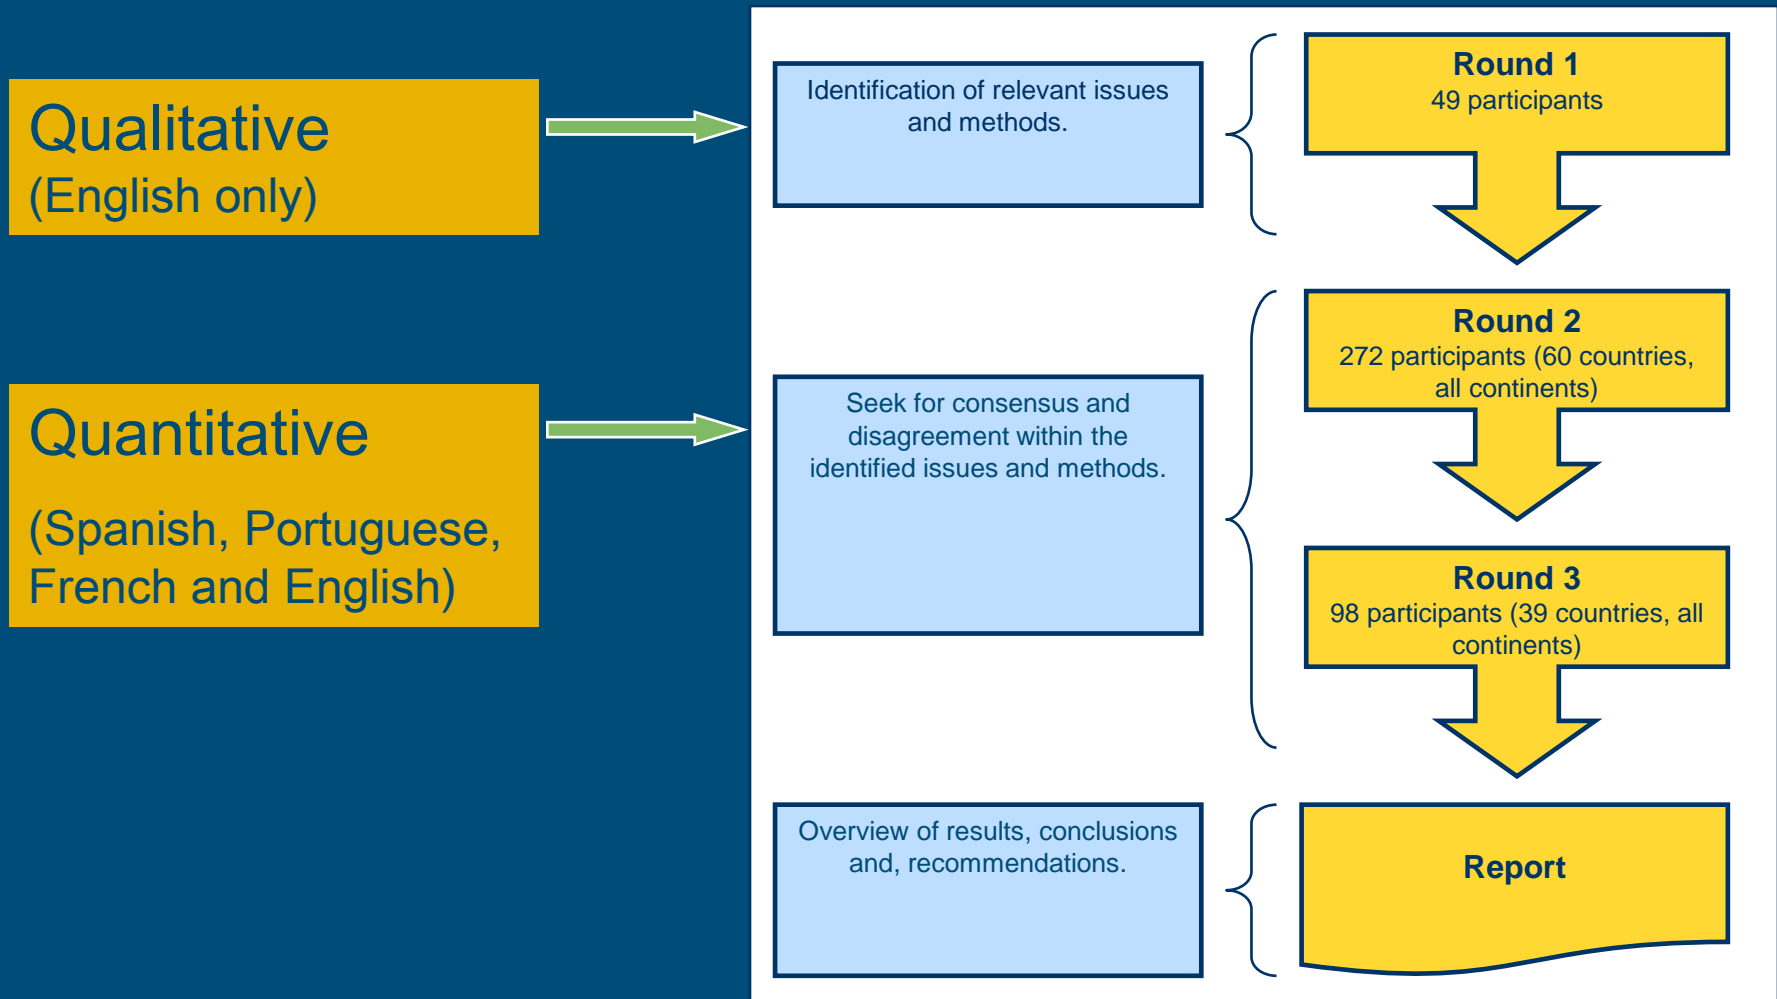 Qualitative
(English only)
Identification of relevant issues
and methods.
Round 1
49 participants
Quantitative
(Spanish, Portuguese,
French and English)
Seek for consensus and
disagreement within the
identified issues and methods.
Round 2
272 participants (60 countries,
all continents)
Round 3
98 participants (39 countries, all
continents)
Overview of results, conclusions
and, recommendations.
Report